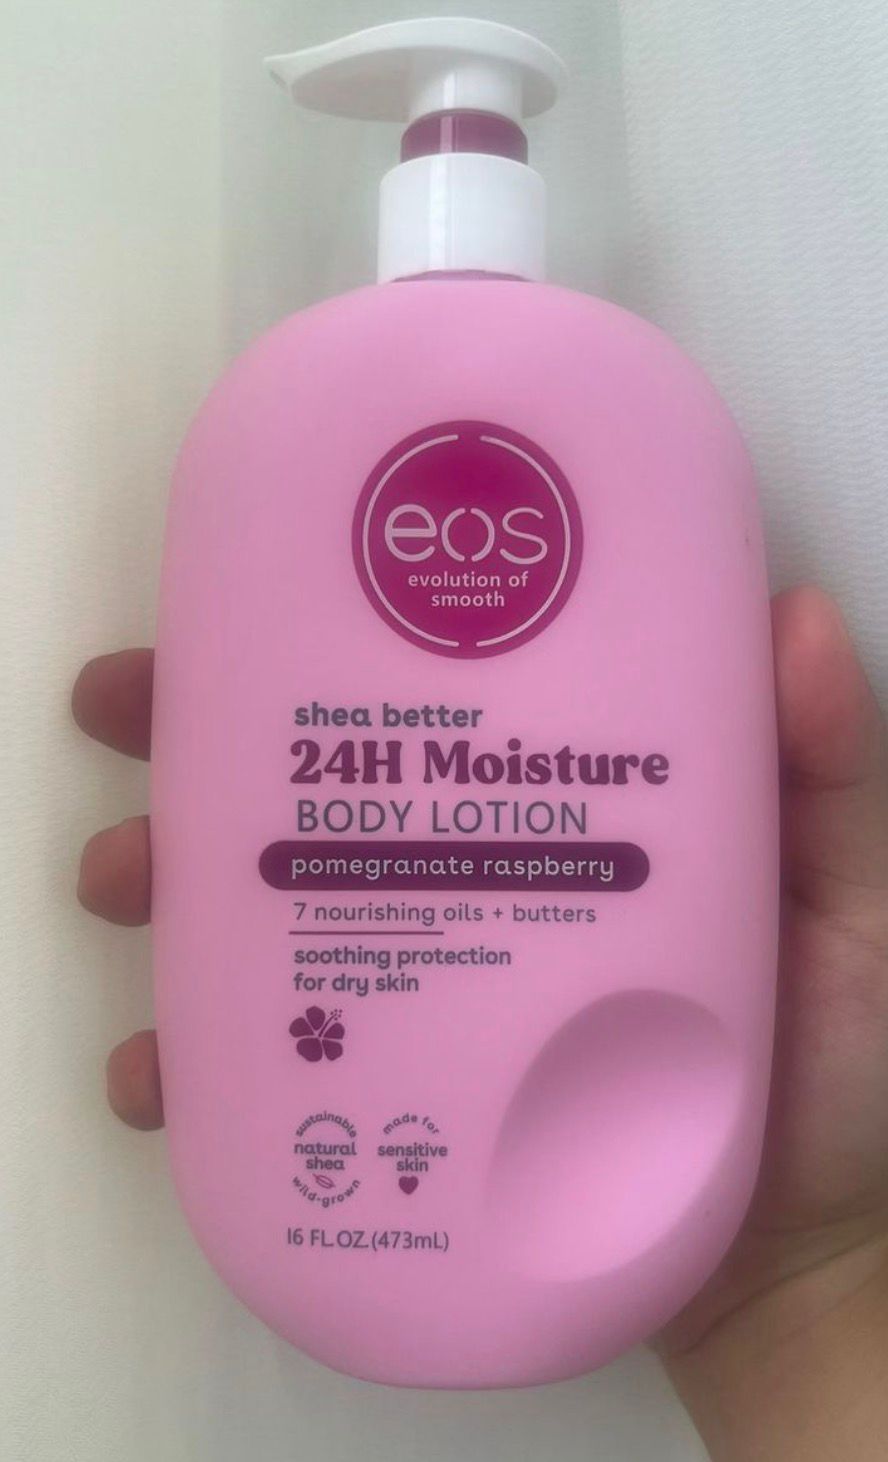 eos
evolution of
smooth
shea better
24H Moisture
BODY LOTION
pomegranate raspberry
7 nourishing oils + butters
soothing protection
for dry skin
sustainable
natural
shea
wild-grown
made for
sensitive
skin
16 FL.OZ.(473mL)